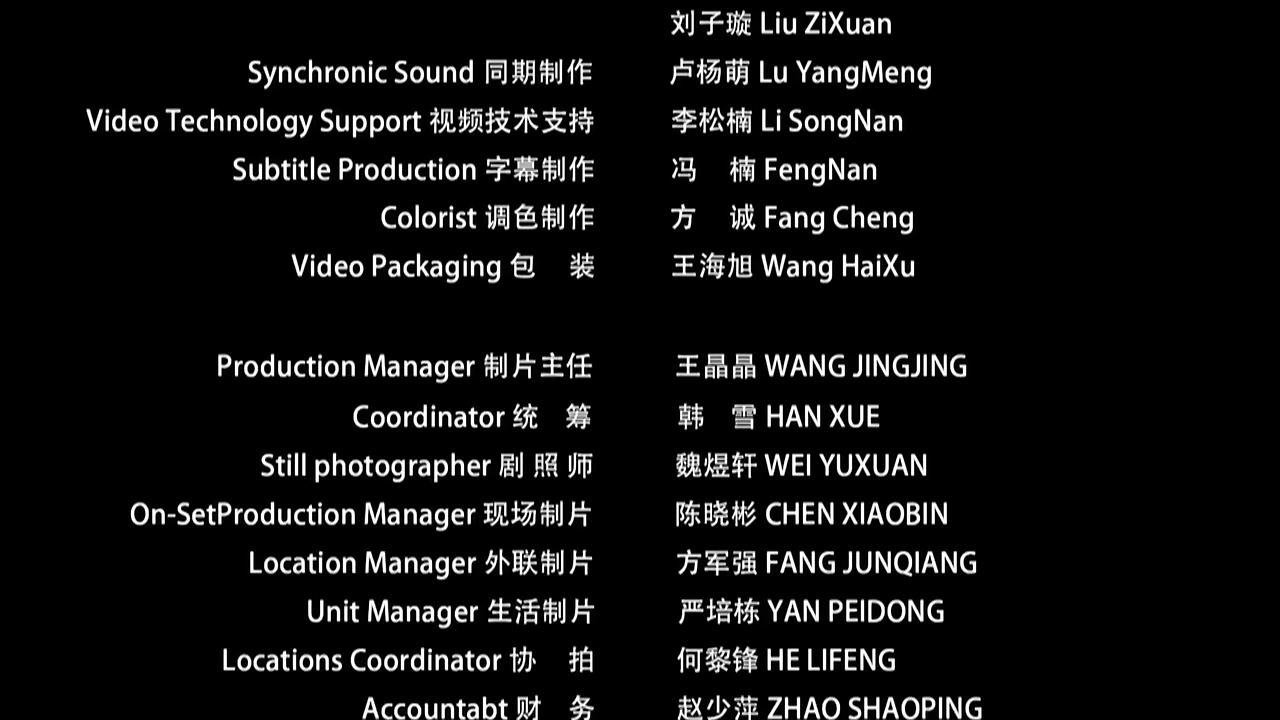 刘子璇 Liu ZiXuan
Synchronic Sound 同期制作 卢杨萌 Lu YangMeng
Video Technology Support 视频技术支持 李松楠 Li SongNan
Subtitle Production 字幕制作 冯 楠 FengNan
Colorist 调色制作 方 诚 Fang Cheng
Video Packaging 包 装 王海旭 Wang HaiXu
Production Manager 制片主任 王晶晶 WANG JINGJING
Coordinator 统 筹 韩 雪 HAN XUE
Still photographer 剧 照 师 魏煜轩 WEI YUXUAN
On-SetProduction Manager 现场制片 陈晓彬 CHEN XIAOBIN
Location Manager 外联制片 方军强 FANG JUNQIANG
Unit Manager 生活制片 严培栋 YAN PEIDONG
Locations Coordinator 协 拍 何黎锋 HE LIFENG
Accountabt 财 务 赵少萍 ZHAO SHAOPING